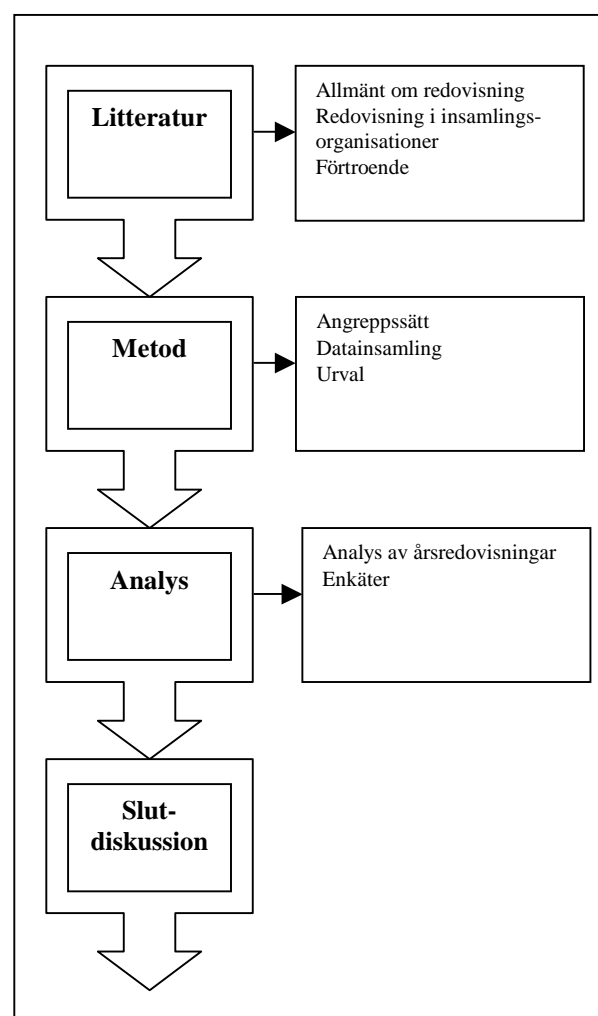 Litteratur
Allmänt om redovisning
Redovisning i insamlings-
organisationer
Förtroende
Metod
Angreppssätt
Datainsamling
Urval
Analys
Analys av årsredovisningar
Enkäter
Slut-
diskussion